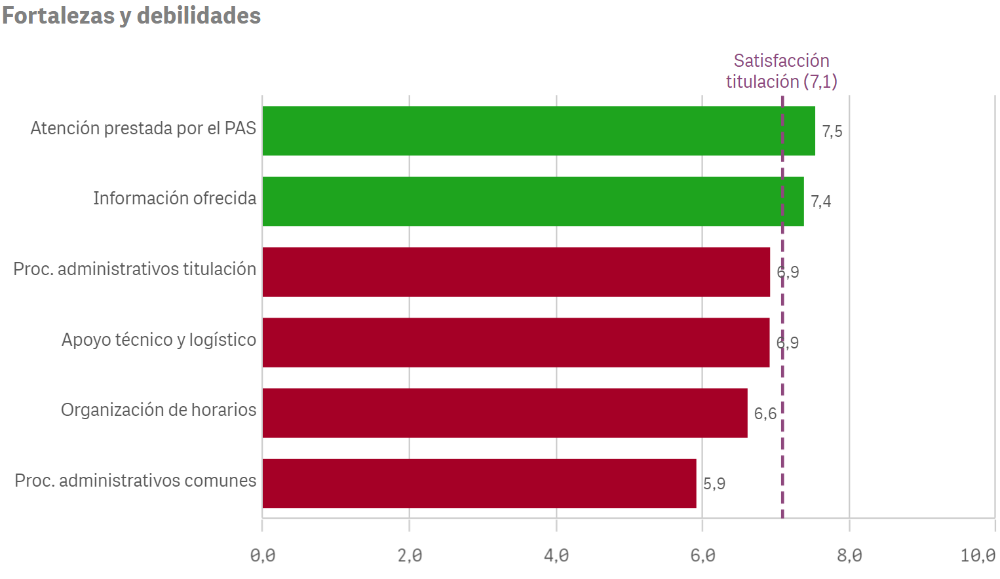 Fortalezas y debilidades
Satisfacción
titulación (7,1)
Atención prestada por el PAS
7,5
Información ofrecida
7,4
Proc. administrativos titulación
6,9
Apoyo técnico y logístico
6,9
Organización de horarios
6,6
Proc. administrativos comunes
5,9
0,0 2,0 4,0 6,0 8,0 10,0